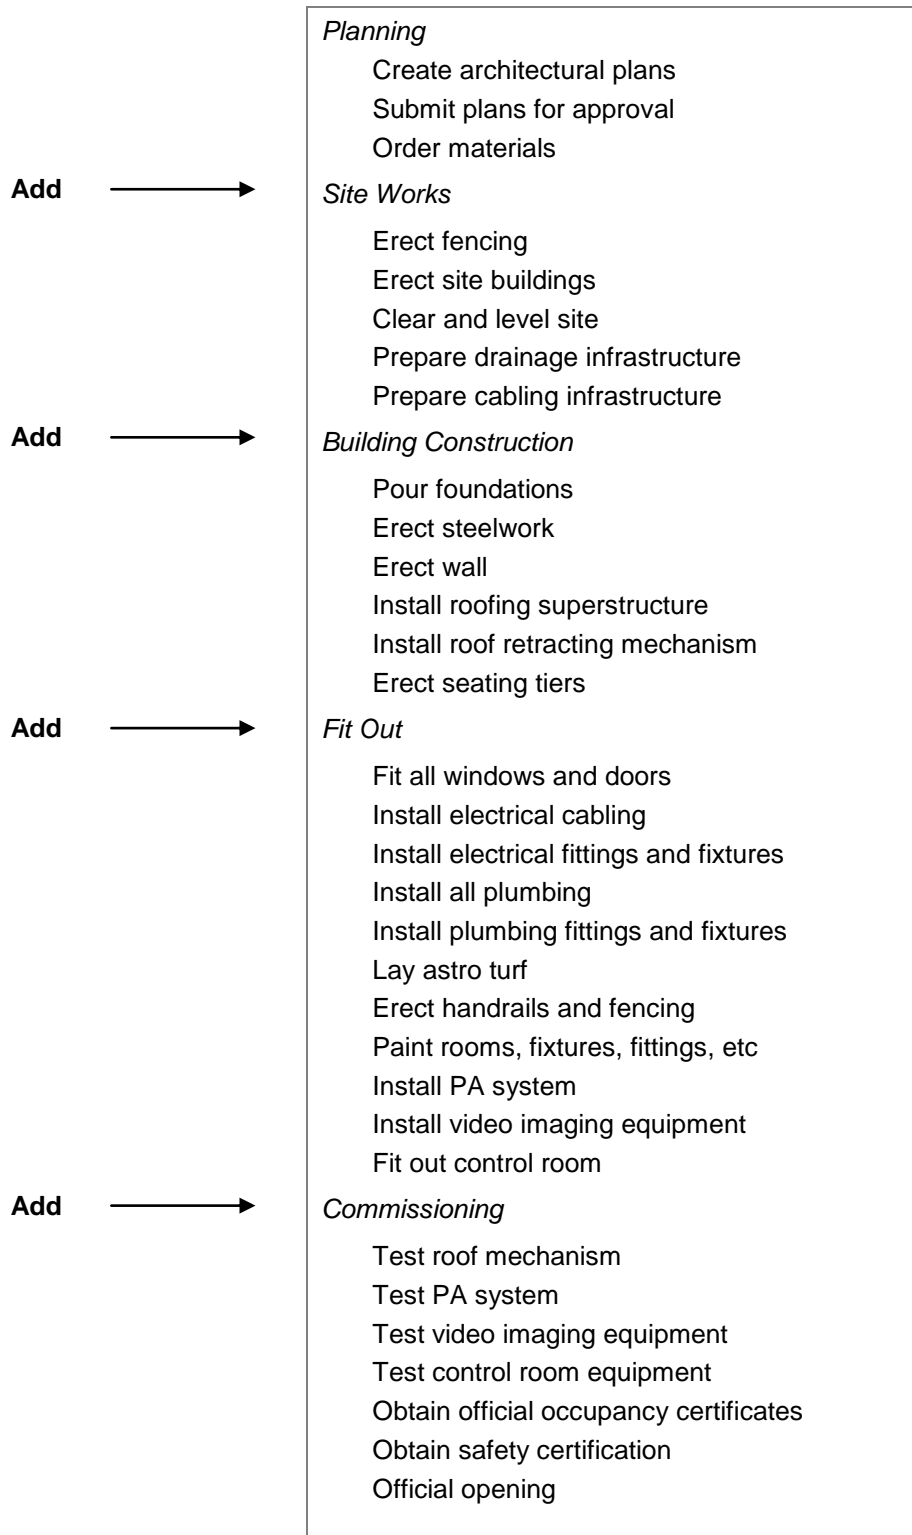 Planning
Create architectural plans
Submit plans for approval
Order materials
Add
Site Works
Erect fencing
Erect site buildings
Clear and level site
Prepare drainage infrastructure
Prepare cabling infrastructure
Add
Building Construction
Pour foundations
Erect steelwork
Erect wall
Install roofing superstructure
Install roof retracting mechanism
Erect seating tiers
Add
Fit Out
Fit all windows and doors
Install electrical cabling
Install electrical fittings and fixtures
Install all plumbing
Install plumbing fittings and fixtures
Lay astro turf
Erect handrails and fencing
Paint rooms, fixtures, fittings, etc
Install PA system
Install video imaging equipment
Fit out control room
Add
Commissioning
Test roof mechanism
Test PA system
Test video imaging equipment
Test control room equipment
Obtain official occupancy certificates
Obtain safety certification
Official opening